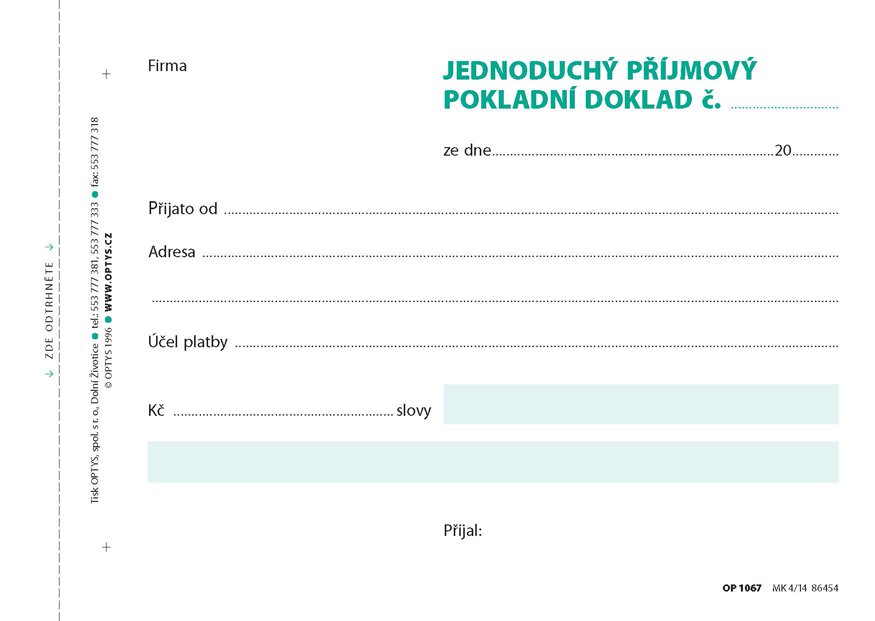 Firma
JEDNODUCHÝ PŘÍJMOVÝ
POKLADNÍ DOKLAD č. ..............................
ze dne..............................................................................20.............
Přijato od ..........................................................................................................................................................................
Adresa ................................................................................................................................................................................
...............................................................................................................................................................................................
Účel platby .......................................................................................................................................................................
Kč ............................................................. slovy
Přijal:
OP 1067 MK 4/14 86454
→ ZDE ODTRHNĚTE →
Tisk OPTYS, spol. s r. o., Dolní Životice ● tel.: 553 777 381, 553 777 333 ● fax: 553 777 318
© OPTYS 1996 ● WWW.OPTYS.CZ